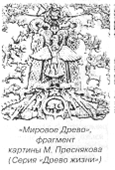 «Мировое Древо»,
фрагмент
картины М. Преснякова
(Серия «Древо жизни»)